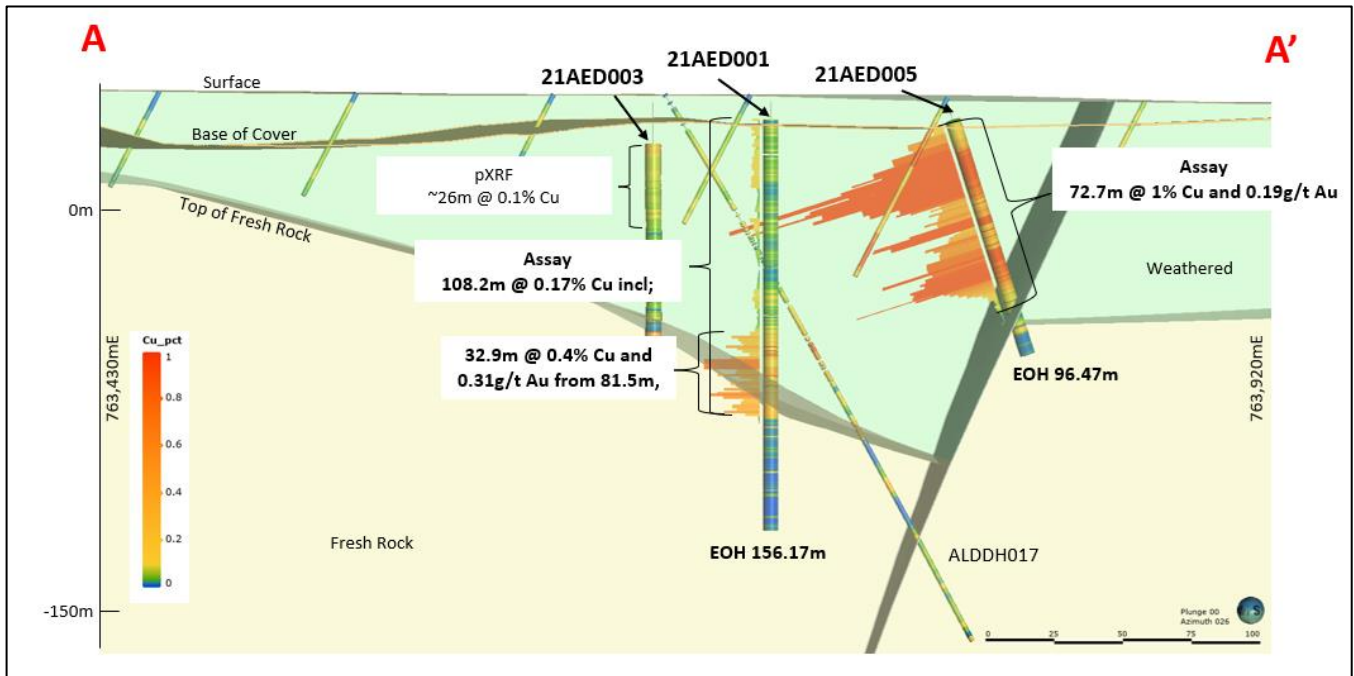 A
A'
21AED003
21AED001
21AED005
Surface
Base of Cover
pXRF
~26m @ 0.1% Cu
Assay
72.7m @ 1% Cu and 0.19g/t Au
0m
Top of Fresh Rock
Assay
108.2m @ 0.17% Cu incl;
Weathered
32.9m @ 0.4% Cu and
0.31g/t Au from 81.5m,
Cu_pct
1
0.8
0.6
0.4
0.2
0
763,430mE
763,920mE
EOH 96.47m
Fresh Rock
EOH 156.17m
ALDDH017
-150m
Plunge 00
Azimuth 026
S
0 25 50 75 100